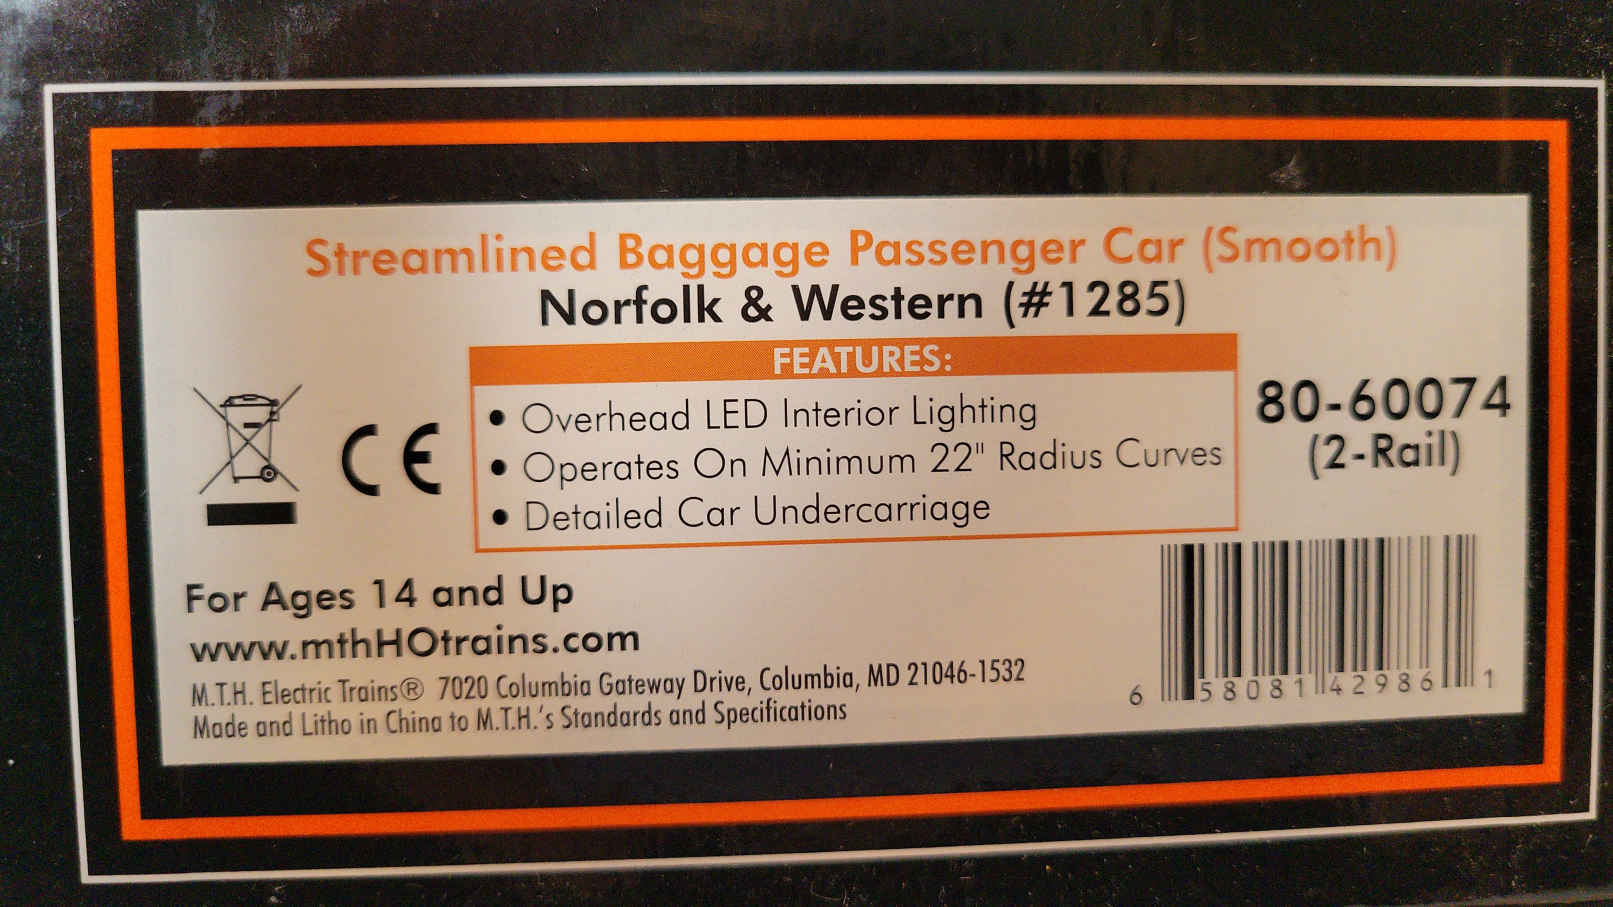 Streamlined Baggage Passenger Car (Smooth)
Norfolk & Western (#1285)
FEATURES:
• Overhead LED Interior Lighting
• Operates On Minimum 22" Radius Curves
• Detailed Car Undercarriage
80-60074
(2-Rail)
CE
For Ages 14 and Up
www.mthHOtrains.com
M.T.H. Electric Trains® 7020 Columbia Gateway Drive, Columbia, MD 21046-1532
Made and Litho in China to M.T.H.'s Standards and Specifications
6 58081 42986 1